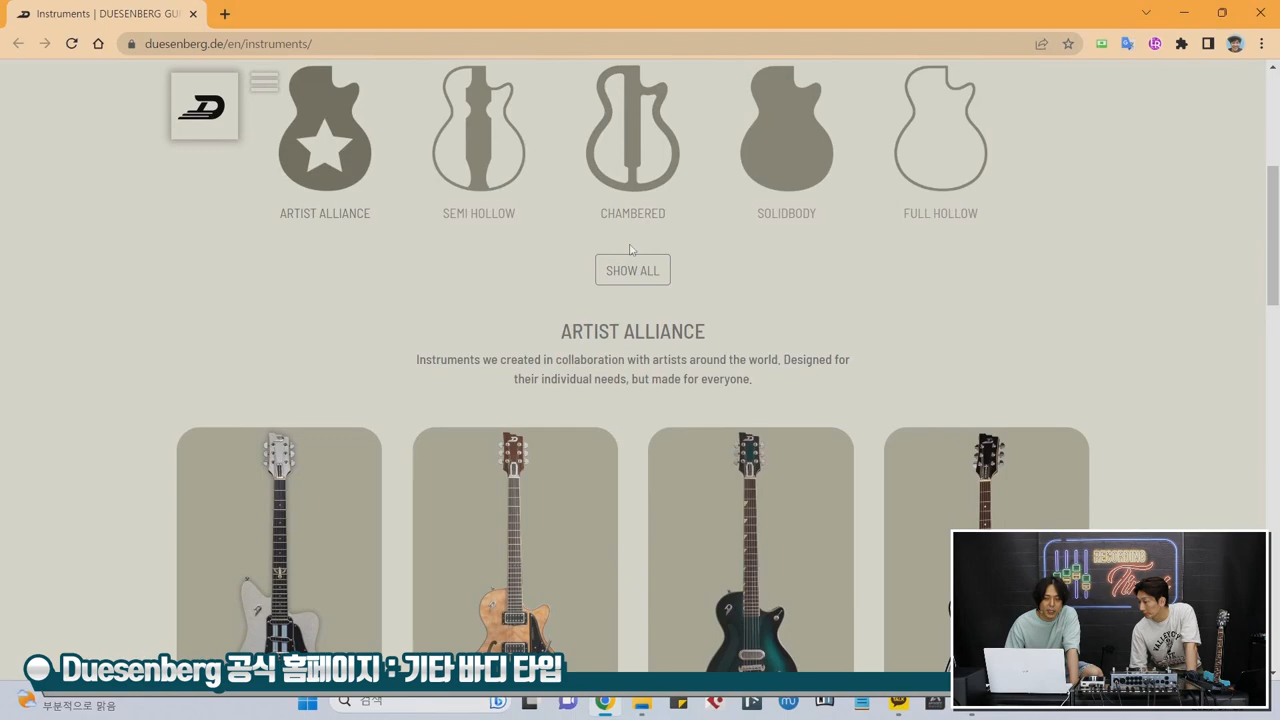 Instruments | DUESENBERG GUI
duesenberg.de/en/instruments/
ARTIST ALLIANCE
SEMI HOLLOW
CHAMBERED
SOLIDBODY
FULL HOLLOW
SHOW ALL
ARTIST ALLIANCE
Instruments we created in collaboration with artists around the world. Designed for
their individual needs, but made for everyone.
Duesenberg 공식 홈페이지 : 기타 바디 타입
부분적으로 맑음
검색